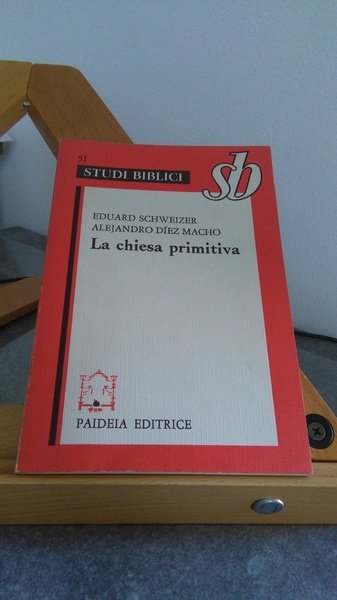 51
STUDI BIBLICI
sb
EDUARD SCHWEIZER
ALEJANDRO DÍEZ MACHO
La chiesa primitiva
PAIDEIA EDITRICE